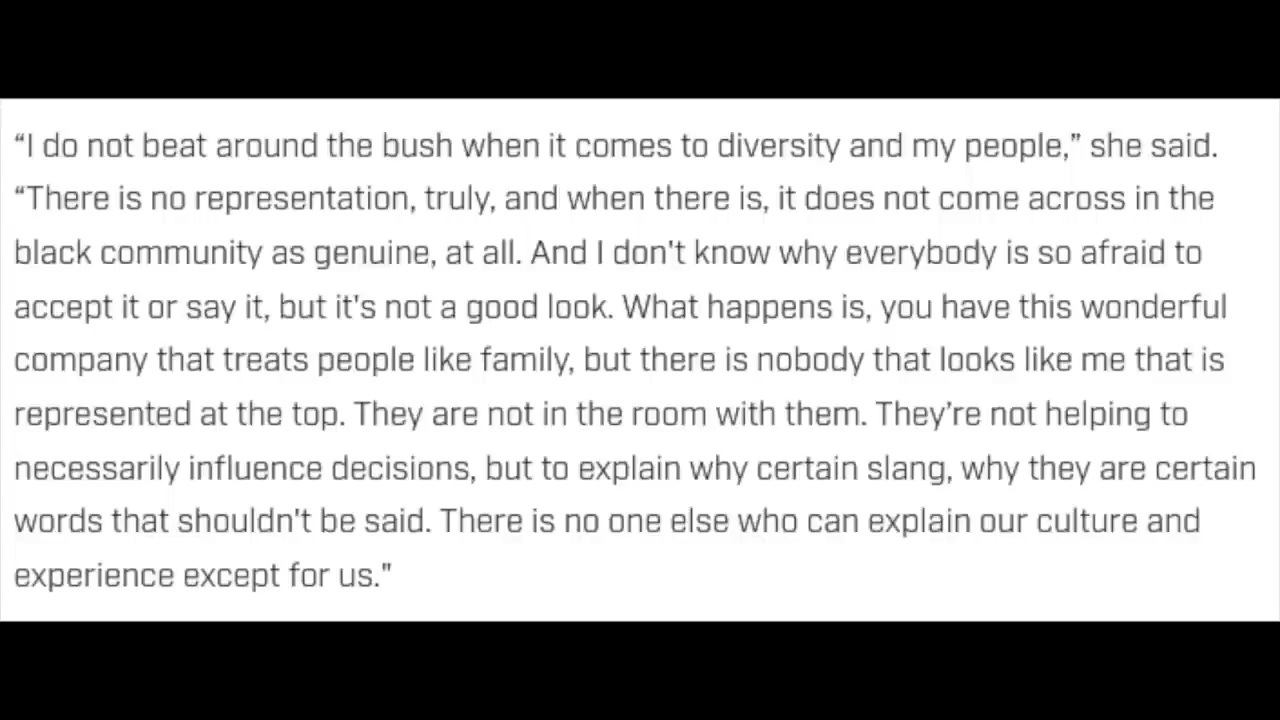 “I do not beat around the bush when it comes to diversity and my people,” she said.
“There is no representation, truly, and when there is, it does not come across in the
black community as genuine, at all. And I don't know why everybody is so afraid to
accept it or say it, but it's not a good look. What happens is, you have this wonderful
company that treats people like family, but there is nobody that looks like me that is
represented at the top. They are not in the room with them. They’re not helping to
necessarily influence decisions, but to explain why certain slang, why they are certain
words that shouldn't be said. There is no one else who can explain our culture and
experience except for us."